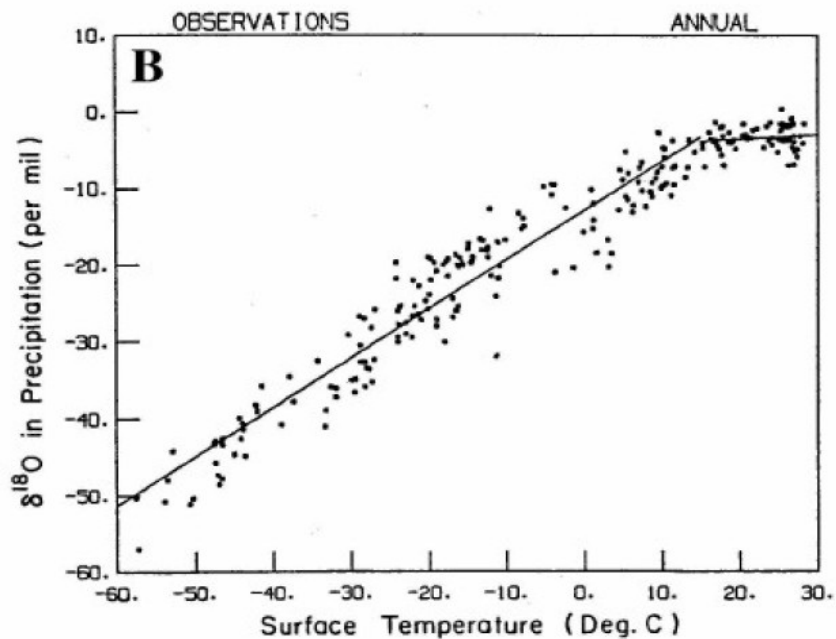 OBSERVATIONS ANNUAL
B
10.
0.
-10.
-20.
-30.
-40.
-50.
-60.
δ¹⁸O in Precipitation (per mil)
-60. -50. -40. -30. -20. -10. 0. 10. 20. 30.
Surface Temperature (Deg. C)